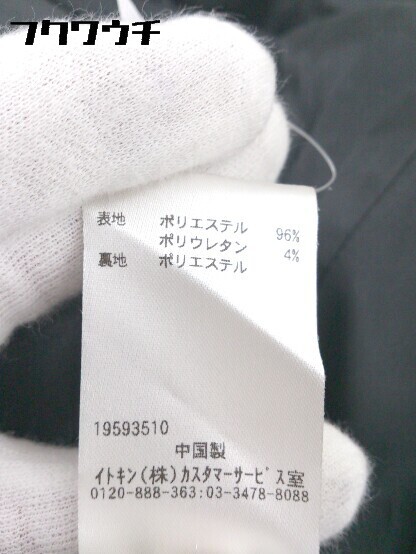 フクウウチ
表地 ポリエステル 96%
ポリウレタン 4%
裏地 ポリエステル
19593510
中国製
イトキン(株)カスタマーサービス室
0120-888-363:03-3478-8088